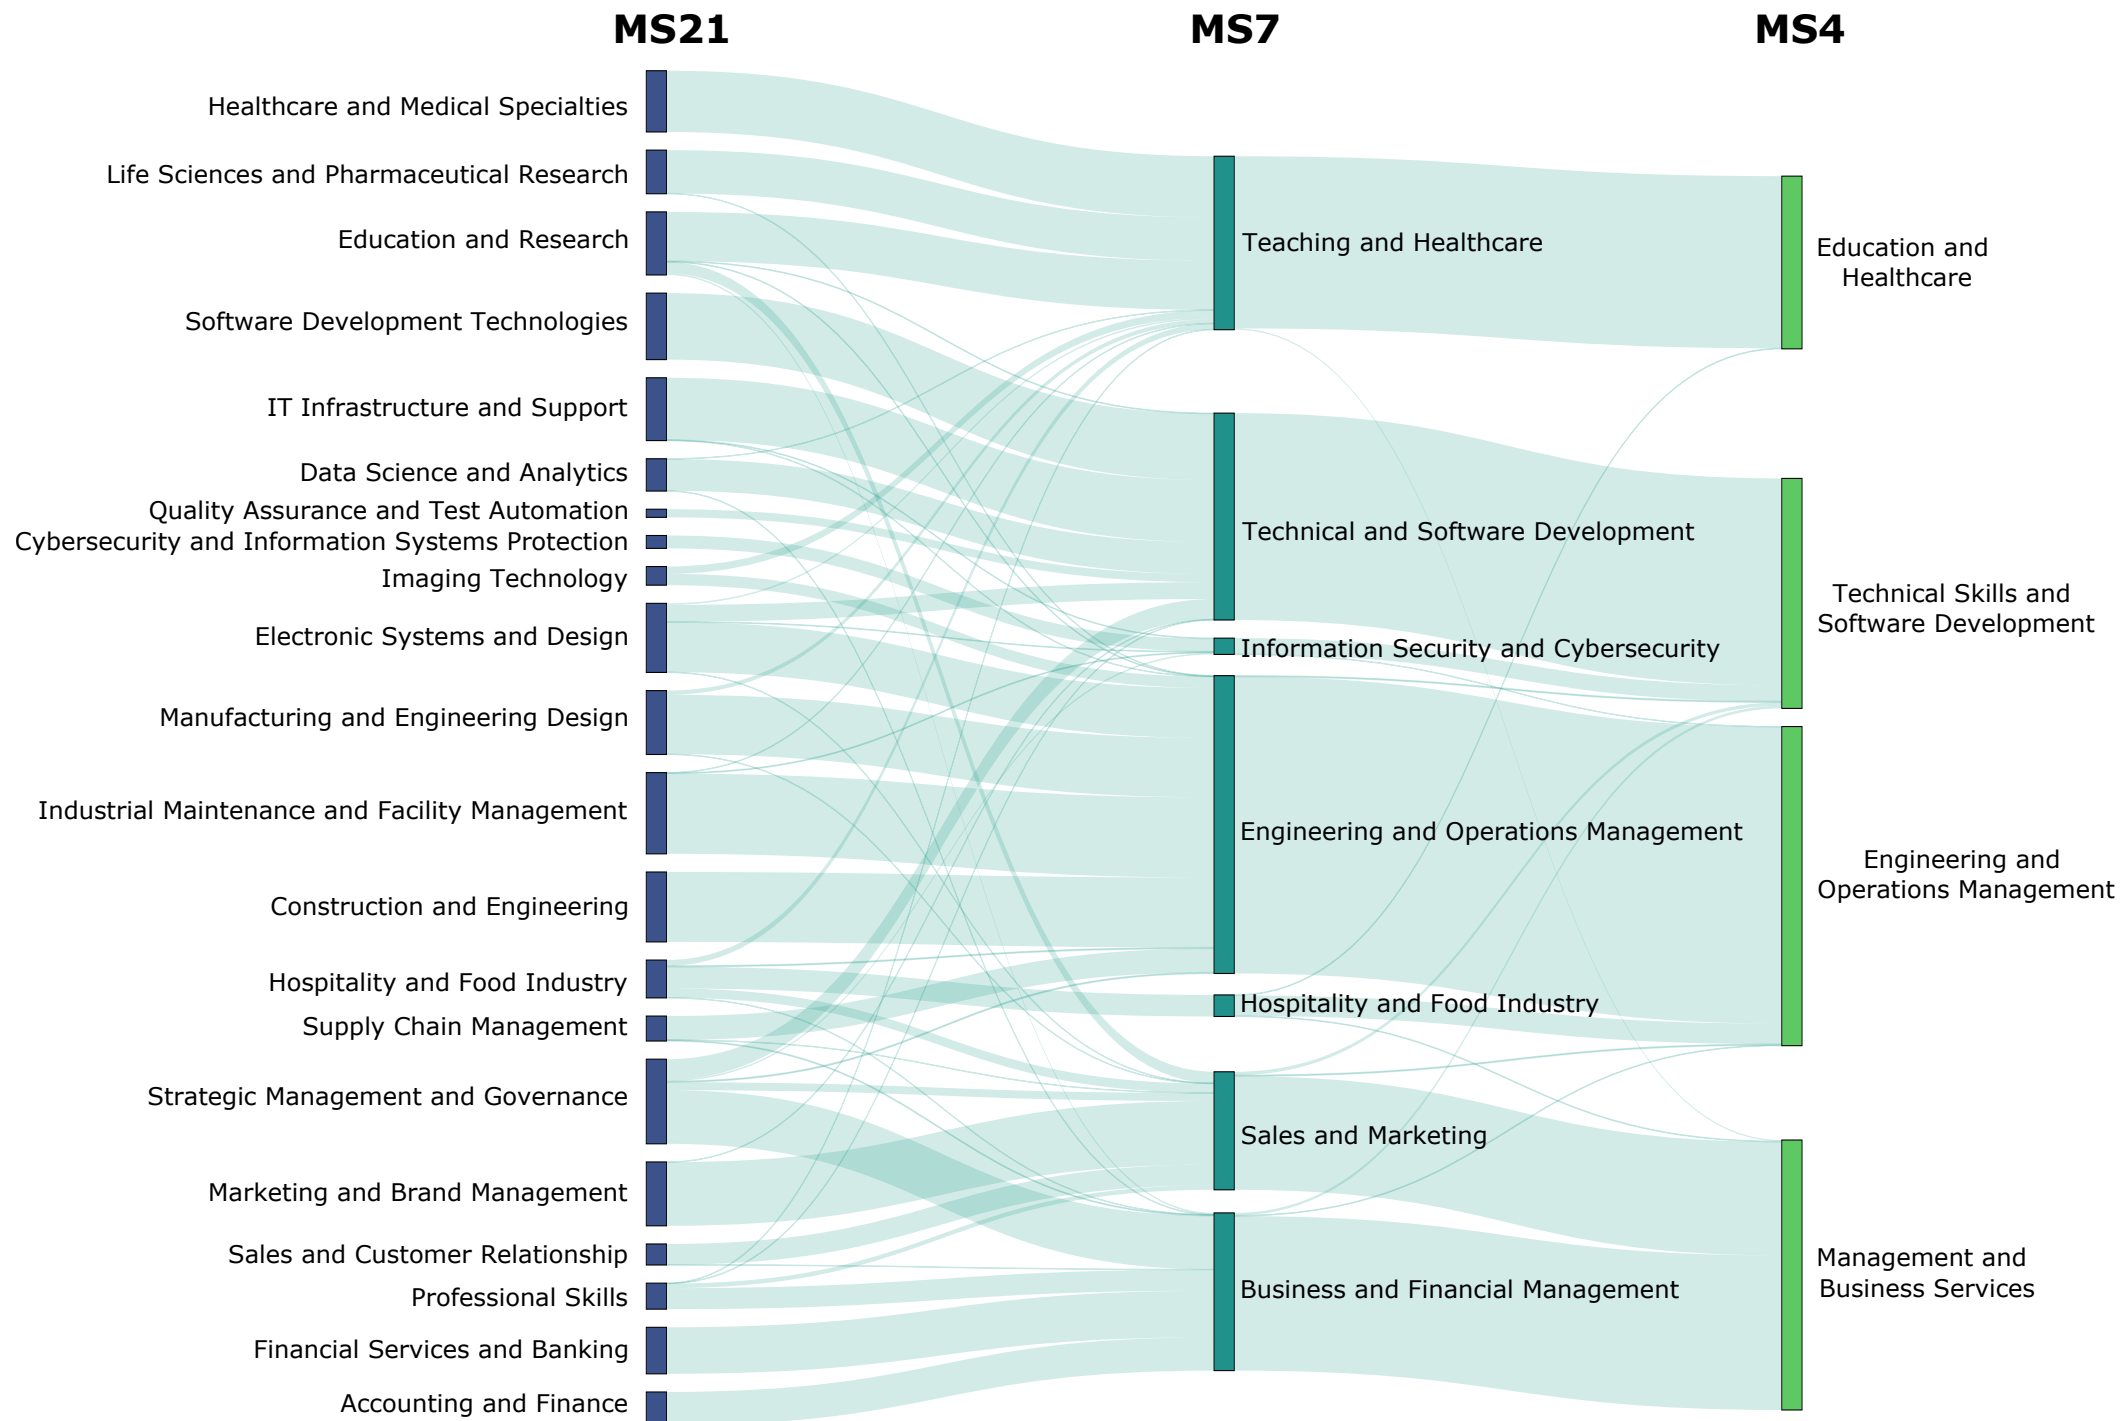 MS21
MS7
MS4
Healthcare and Medical Specialties
Life Sciences and Pharmaceutical Research
Education and Research
Software Development Technologies
IT Infrastructure and Support
Data Science and Analytics
Quality Assurance and Test Automation
Cybersecurity and Information Systems Protection
Imaging Technology
Electronic Systems and Design
Manufacturing and Engineering Design
Industrial Maintenance and Facility Management
Construction and Engineering
Hospitality and Food Industry
Supply Chain Management
Strategic Management and Governance
Marketing and Brand Management
Sales and Customer Relationship
Professional Skills
Financial Services and Banking
Accounting and Finance
Teaching and Healthcare
Technical and Software Development
Information Security and Cybersecurity
Engineering and Operations Management
Hospitality and Food Industry
Sales and Marketing
Business and Financial Management
Education and
Healthcare
Technical Skills and
Software Development
Engineering and
Operations Management
Management and
Business Services